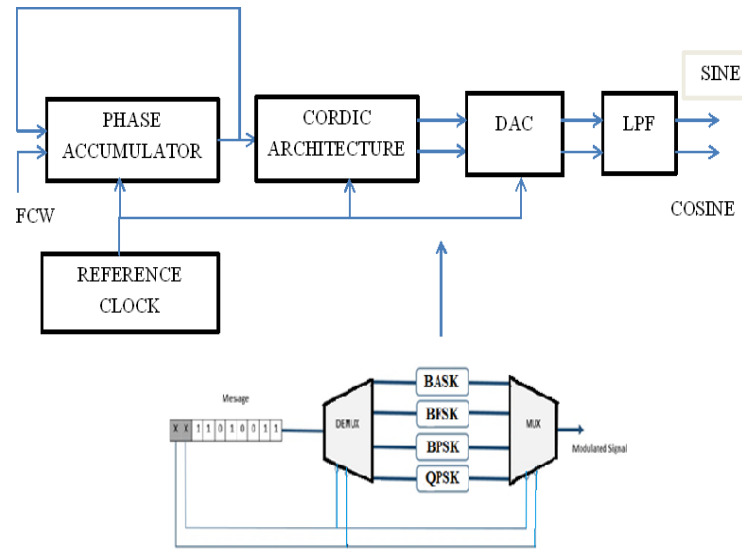 SINE
PHASE
ACCUMULATOR
CORDIC
ARCHITECTURE
DAC
LPF
FCW
COSINE
REFERENCE
CLOCK
Mesage
X X 1 1 0 1 0 0 1 1
DEMUX
BASK
BFSK
BPSK
QPSK
MUX
Modulated Signal